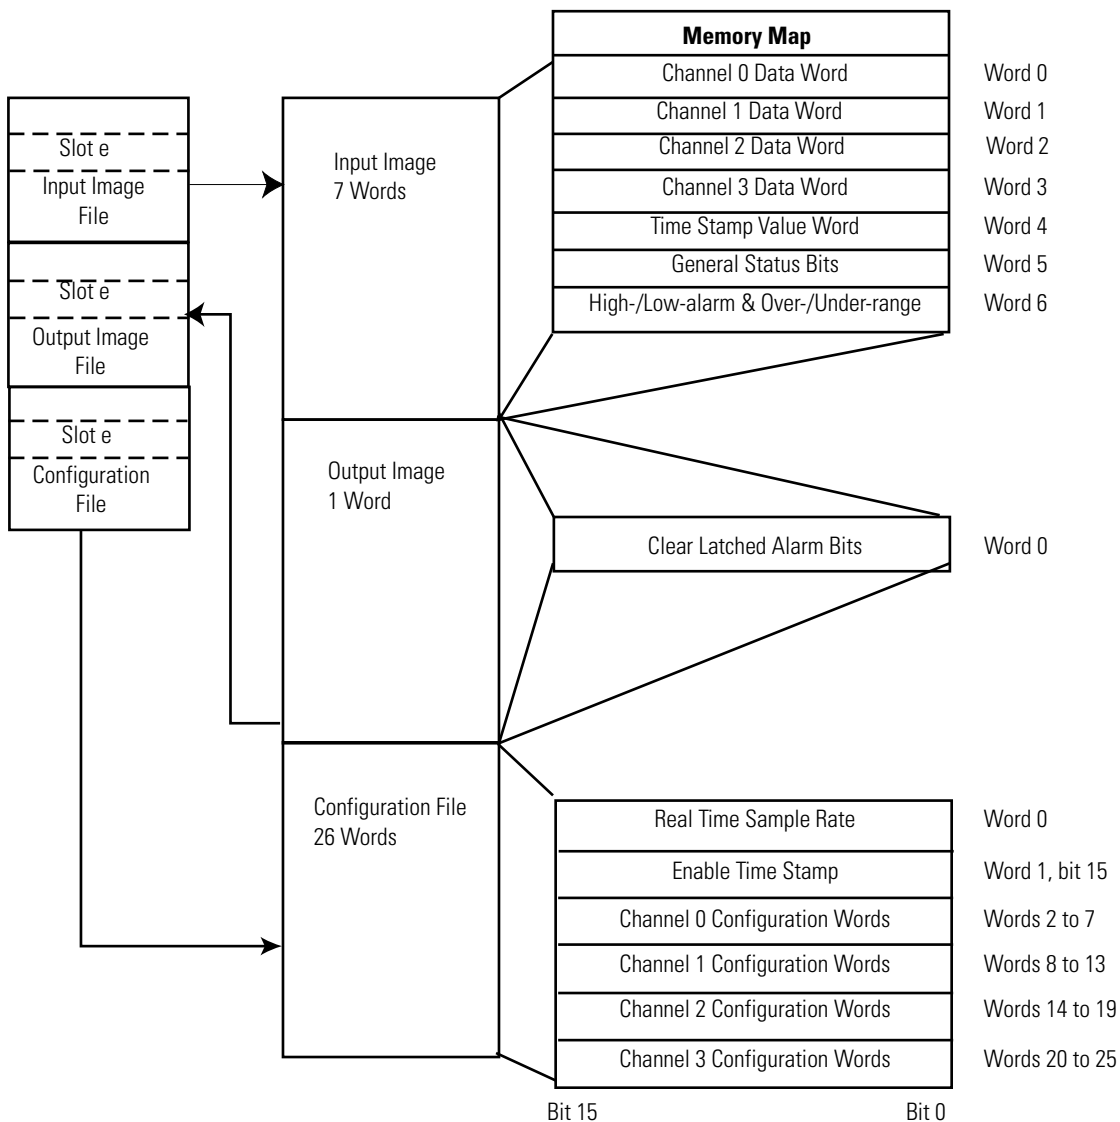 Slot e
Input Image
File
Slot e
Output Image
File
Slot e
Configuration
File
Input Image
7 Words
Output Image
1 Word
Configuration File
26 Words
Memory Map
Channel 0 Data Word Word 0
Channel 1 Data Word Word 1
Channel 2 Data Word Word 2
Channel 3 Data Word Word 3
Time Stamp Value Word Word 4
General Status Bits Word 5
High-/Low-alarm & Over-/Under-range Word 6
Clear Latched Alarm Bits Word 0
Real Time Sample Rate Word 0
Enable Time Stamp Word 1, bit 15
Channel 0 Configuration Words Words 2 to 7
Channel 1 Configuration Words Words 8 to 13
Channel 2 Configuration Words Words 14 to 19
Channel 3 Configuration Words Words 20 to 25
Bit 15 Bit 0